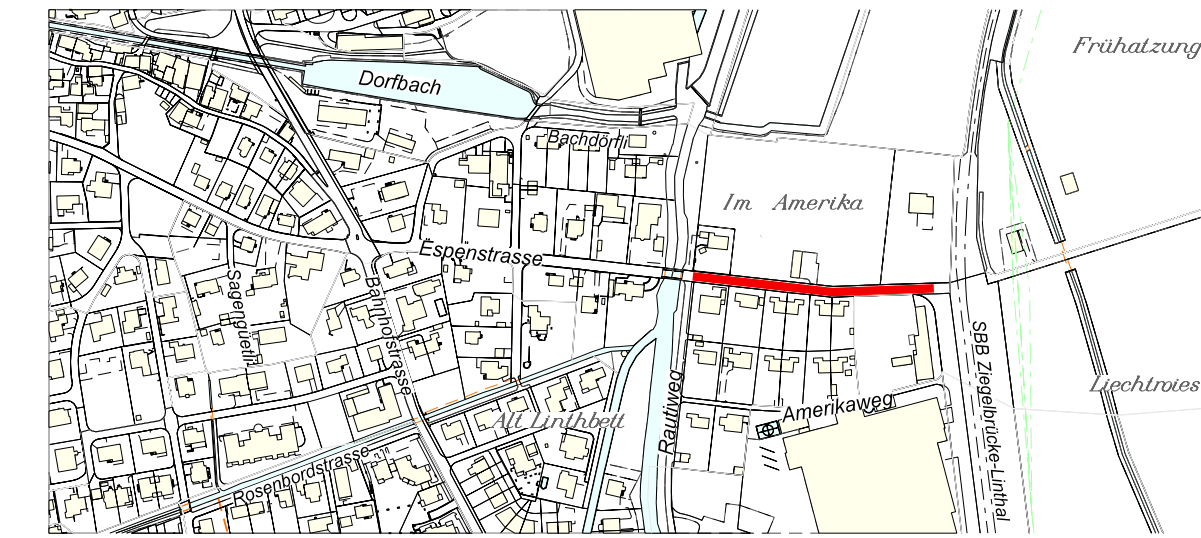 Frühatzung
Dorfbach
Bachdörfli
Im Amerika
Espenstrasse
Sagengüetli
Bahnhofstrasse
SBB Ziegelbrücke-Linthal
Liechtroies
Rautiweg
Amerikaweg
Alt Linthbett
Rosenbordstrasse